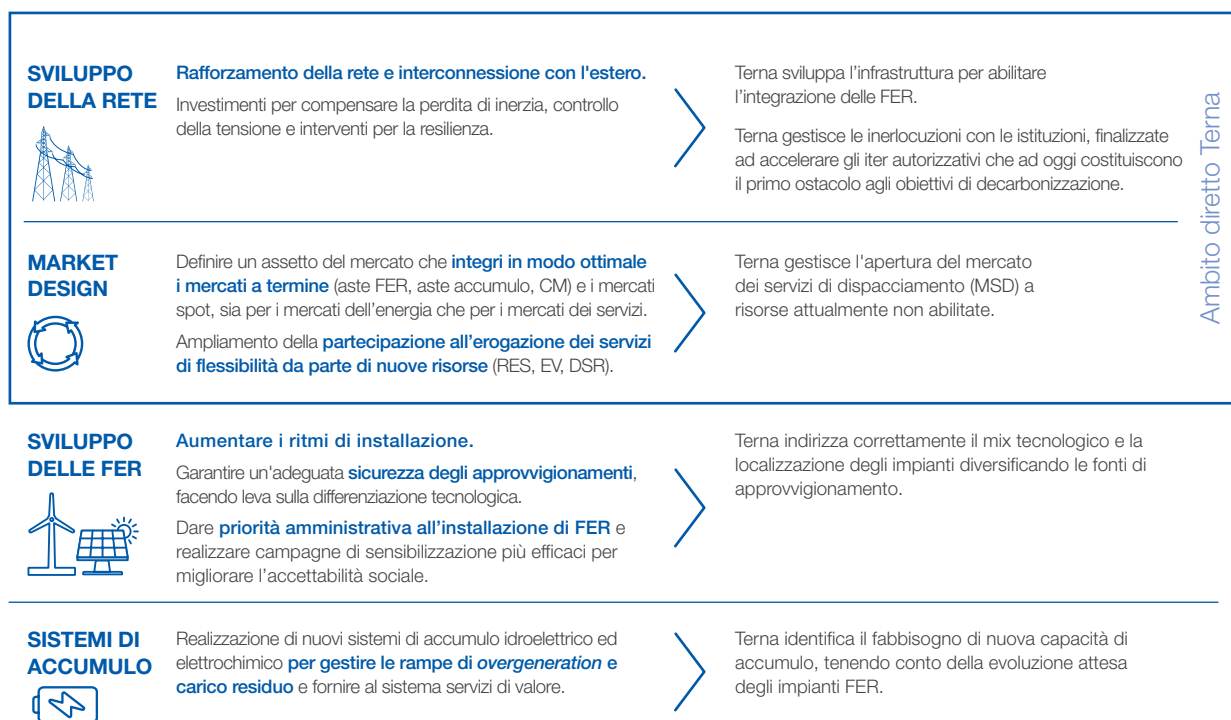 SVILUPPO
DELLA RETE
Rafforzamento della rete e interconnessione con l'estero.
Investimenti per compensare la perdita di inerzia, controllo
della tensione e interventi per la resilienza.
Terna sviluppa l’infrastruttura per abilitare
l’integrazione delle FER.
Terna gestisce le inerlocuzioni con le istituzioni, finalizzate
ad accelerare gli iter autorizzativi che ad oggi costituiscono
il primo ostacolo agli obiettivi di decarbonizzazione.
MARKET
DESIGN
Definire un assetto del mercato che integri in modo ottimale
i mercati a termine (aste FER, aste accumulo, CM) e i mercati
spot, sia per i mercati dell’energia che per i mercati dei servizi.
Ampliamento della partecipazione all’erogazione dei servizi
di flessibilità da parte di nuove risorse (RES, EV, DSR).
Terna gestisce l'apertura del mercato
dei servizi di dispacciamento (MSD) a
risorse attualmente non abilitate.
Ambito diretto Terna
SVILUPPO
DELLE FER
Aumentare i ritmi di installazione.
Garantire un'adeguata sicurezza degli approvvigionamenti,
facendo leva sulla differenziazione tecnologica.
Dare priorità amministrativa all’installazione di FER e
realizzare campagne di sensibilizzazione più efficaci per
migliorare l’accettabilità sociale.
Terna indirizza correttamente il mix tecnologico e la
localizzazione degli impianti diversificando le fonti di
approvvigionamento.
SISTEMI DI
ACCUMULO
Realizzazione di nuovi sistemi di accumulo idroelettrico ed
elettrochimico per gestire le rampe di overgeneration e
carico residuo e fornire al sistema servizi di valore.
Terna identifica il fabbisogno di nuova capacità di
accumulo, tenendo conto della evoluzione attesa
degli impianti FER.